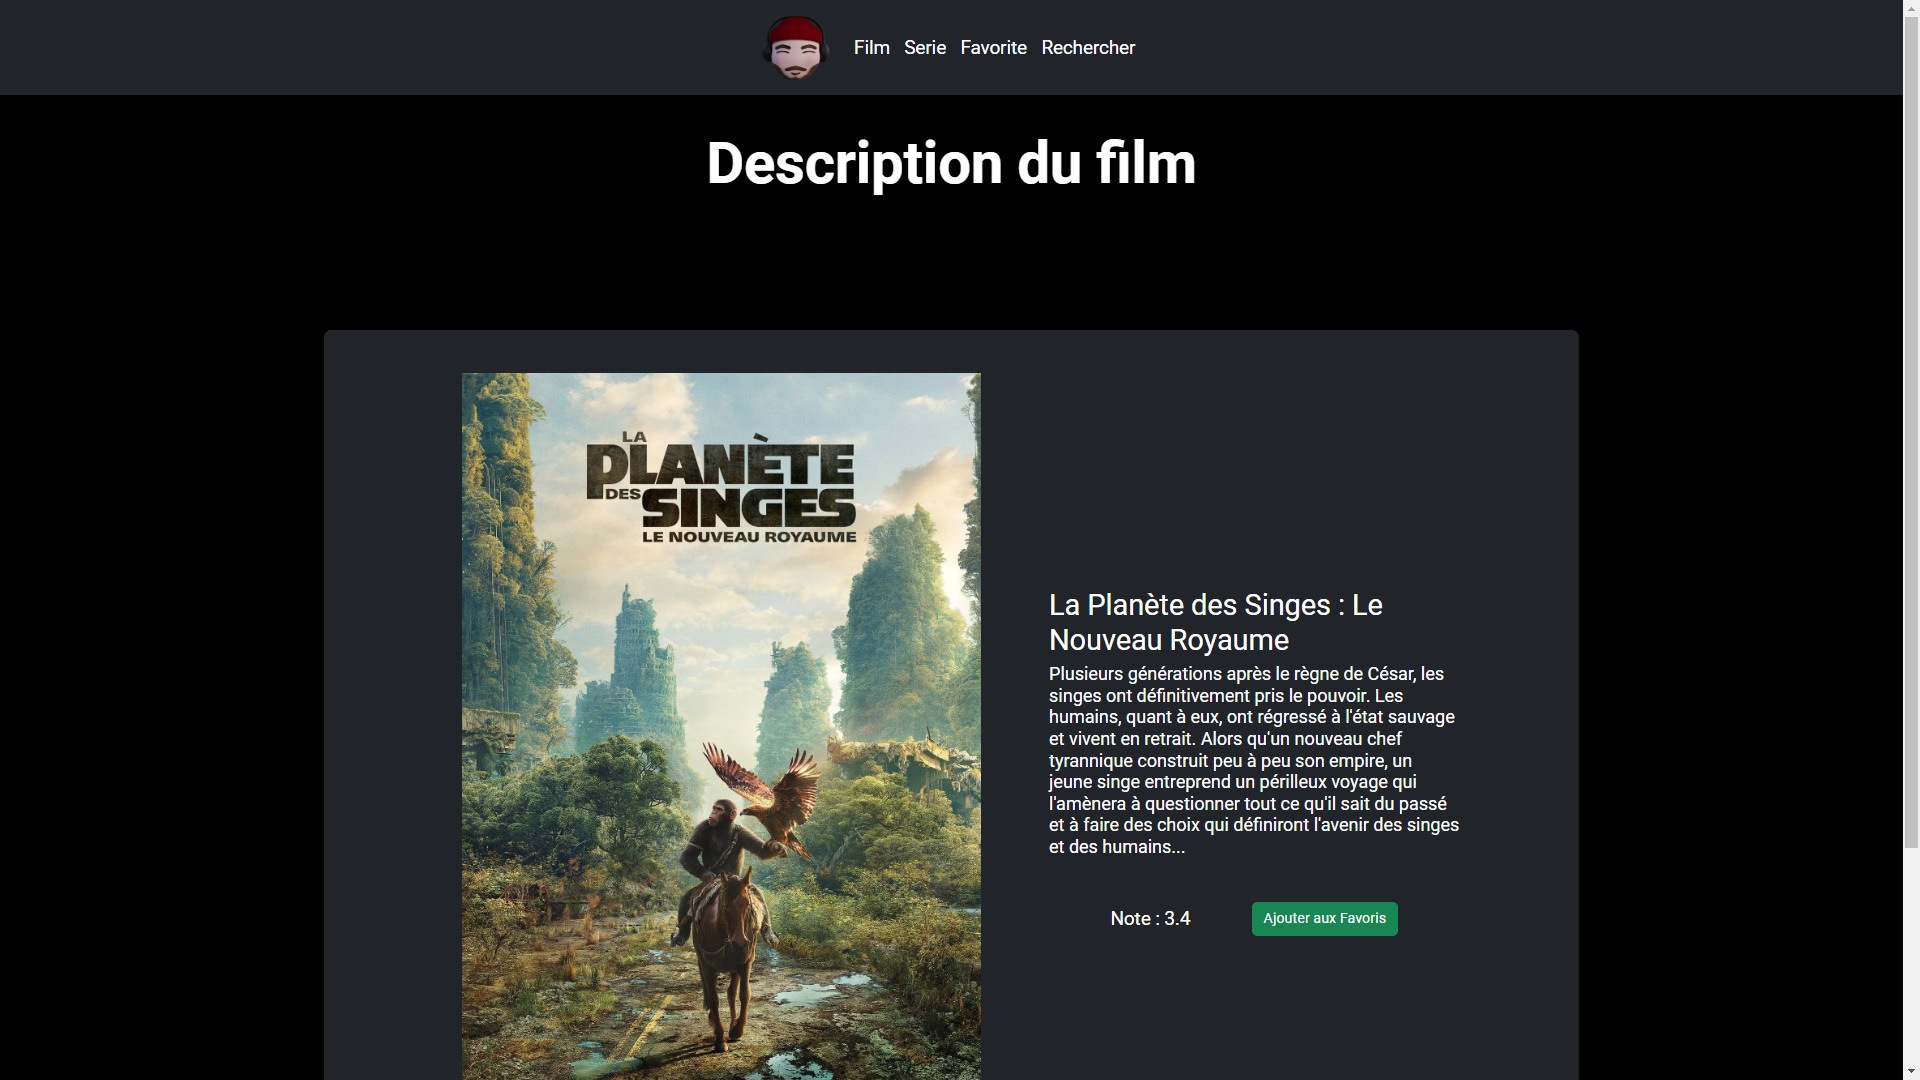 Film Serie Favorite Rechercher
Description du film
LA
PLANÈTE
DES SINGES
LE NOUVEAU ROYAUME
La Planète des Singes : Le
Nouveau Royaume
Plusieurs générations après le règne de César, les
singes ont définitivement pris le pouvoir. Les
humains, quant à eux, ont régressé à l'état sauvage
et vivent en retrait. Alors qu'un nouveau chef
tyrannique construit peu à peu son empire, un
jeune singe entreprend un périlleux voyage qui
l'amènera à questionner tout ce qu'il sait du passé
et à faire des choix qui définiront l'avenir des singes
et des humains...
Note : 3.4 Ajouter aux Favoris